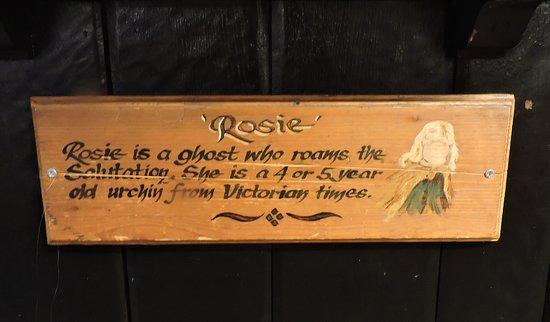 'Rosie'
Rosie is a ghost who roams the
Salutation. She is a 4 or 5 year
old urchin from Victorian times.